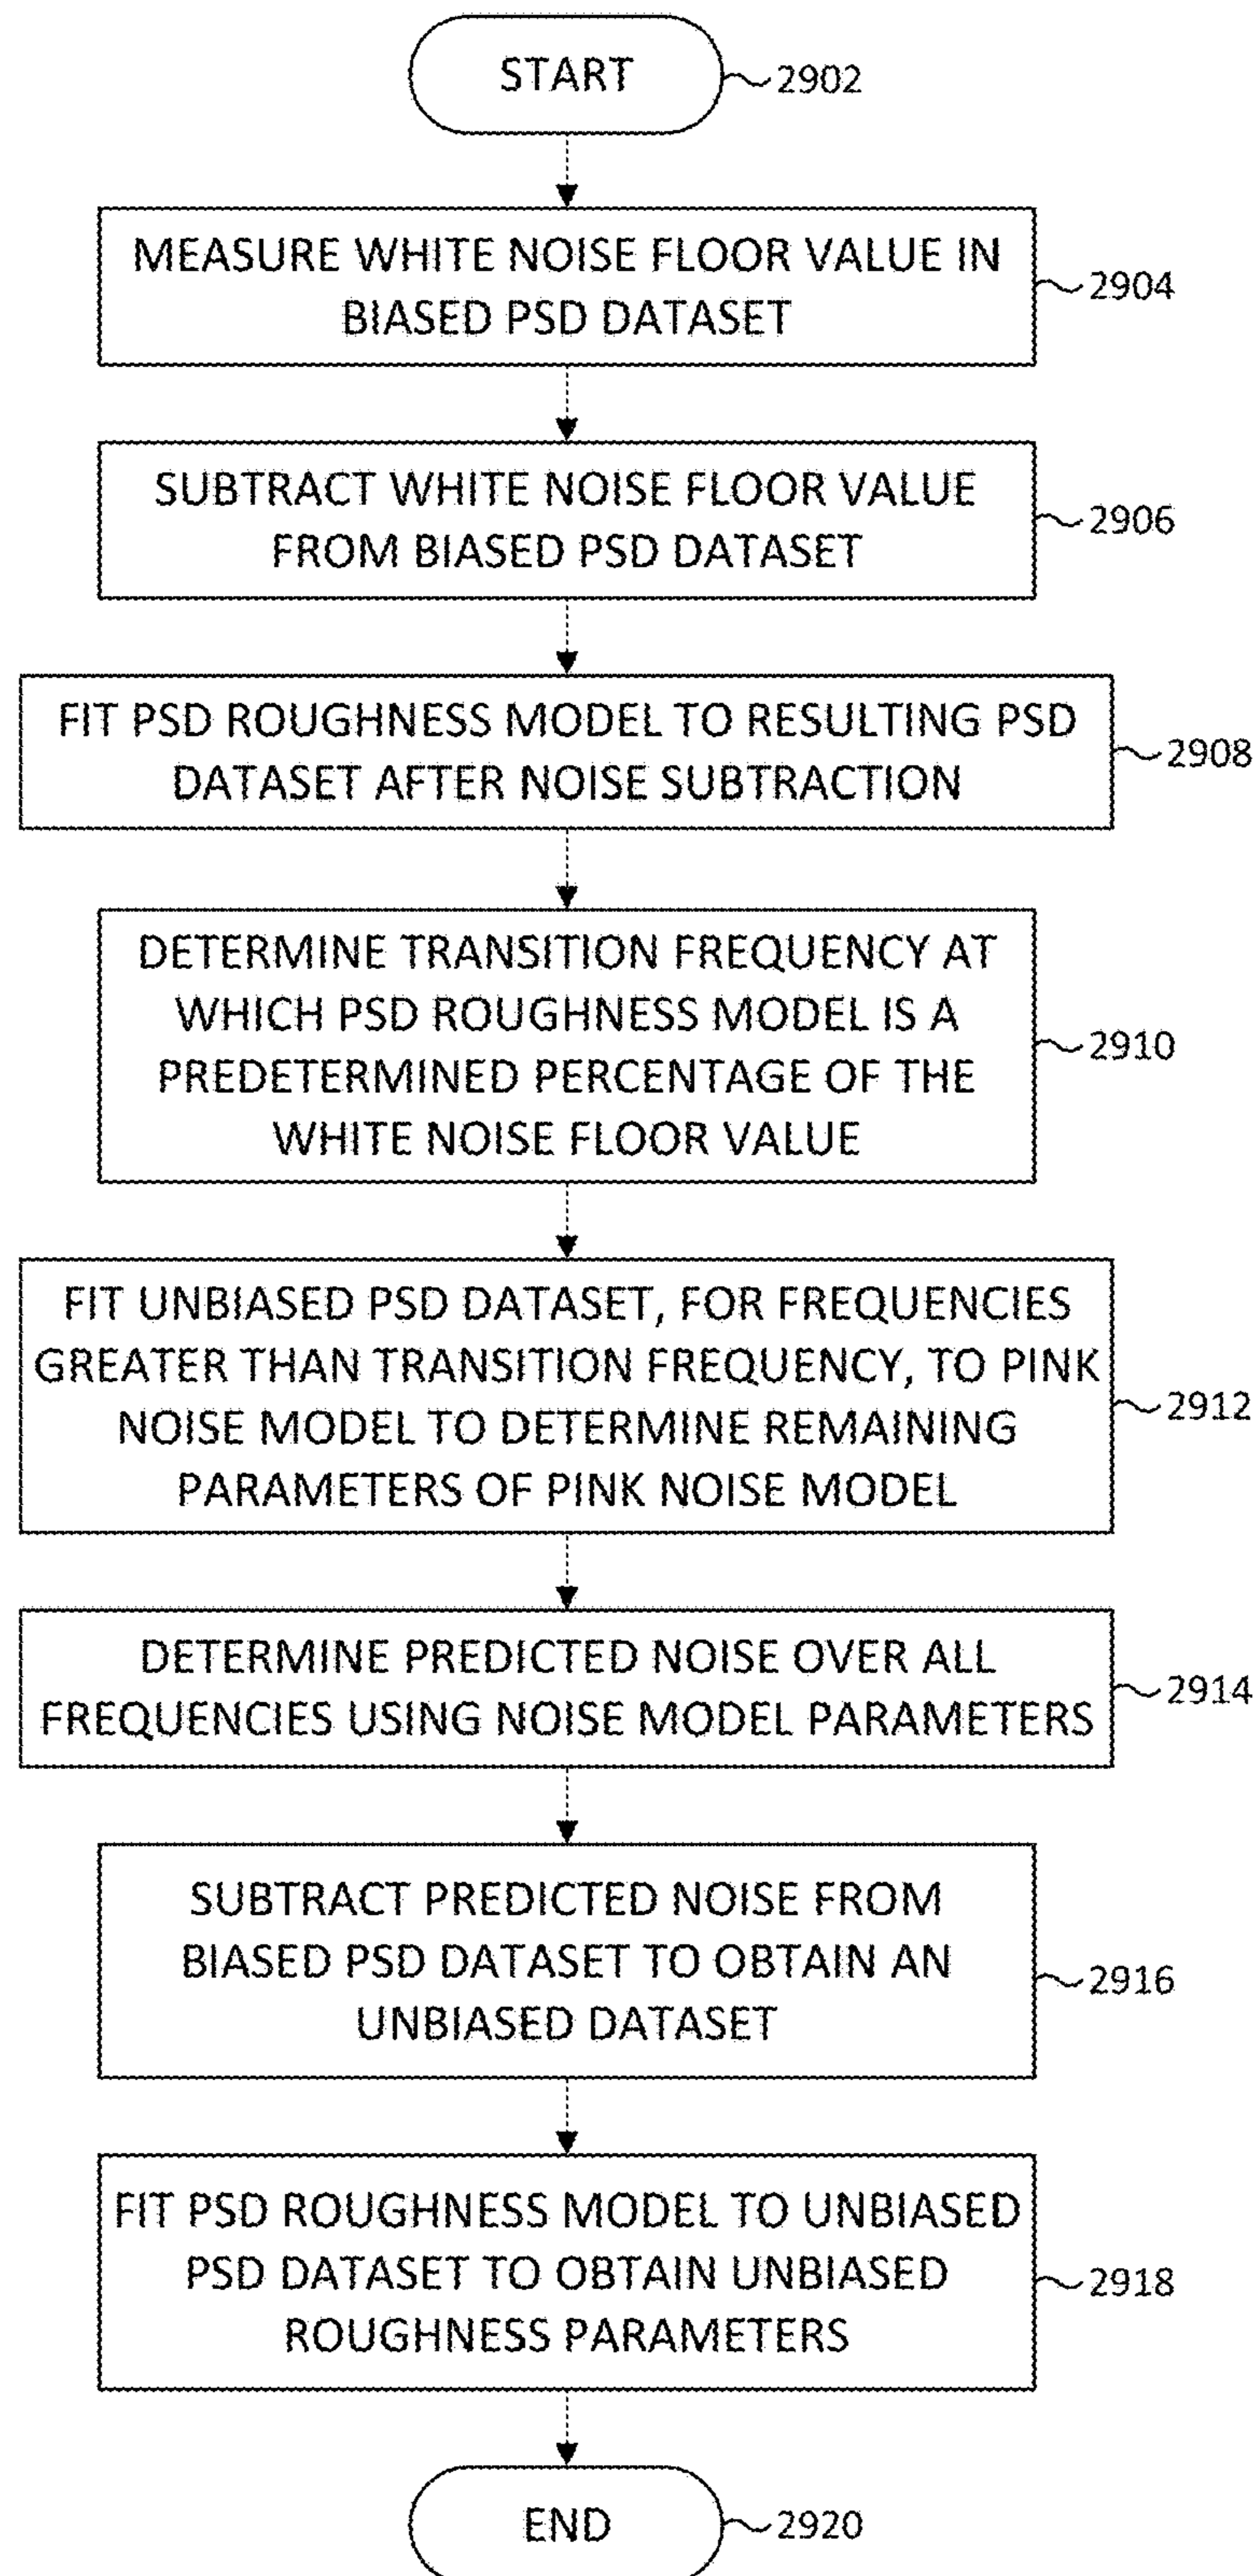 START
2902
MEASURE WHITE NOISE FLOOR VALUE IN
BIASED PSD DATASET
2904
SUBTRACT WHITE NOISE FLOOR VALUE
FROM BIASED PSD DATASET
2906
FIT PSD ROUGHNESS MODEL TO RESULTING PSD
DATASET AFTER NOISE SUBTRACTION
2908
DETERMINE TRANSITION FREQUENCY AT
WHICH PSD ROUGHNESS MODEL IS A
PREDETERMINED PERCENTAGE OF THE
WHITE NOISE FLOOR VALUE
2910
FIT UNBIASED PSD DATASET, FOR FREQUENCIES
GREATER THAN TRANSITION FREQUENCY, TO PINK
NOISE MODEL TO DETERMINE REMAINING
PARAMETERS OF PINK NOISE MODEL
2912
DETERMINE PREDICTED NOISE OVER ALL
FREQUENCIES USING NOISE MODEL PARAMETERS
2914
SUBTRACT PREDICTED NOISE FROM
BIASED PSD DATASET TO OBTAIN AN
UNBIASED DATASET
2916
FIT PSD ROUGHNESS MODEL TO UNBIASED
PSD DATASET TO OBTAIN UNBIASED
ROUGHNESS PARAMETERS
2918
END
2920